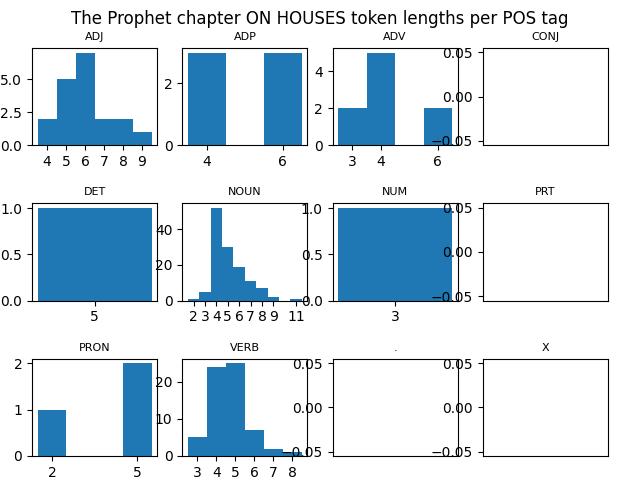 The Prophet chapter ON HOUSES token lengths per POS tag
ADJ ADP ADV CONJ
5.0 2.5 0.0 2 0 4 2 0 0.05 0.00 −0.05
4 5 6 7 8 9 4 6 3 4 6
DET NOUN NUM PRT
1.0 0.5 0.0 40 20 0 1.0 0.5 0.0 0.05 0.00 −0.05
5 2 3 4 5 6 7 8 9 11 3
PRON VERB . X
2 1 0 20 10 0 0.05 0.00 −0.05 0.05 0.00 −0.05
2 5 3 4 5 6 7 8